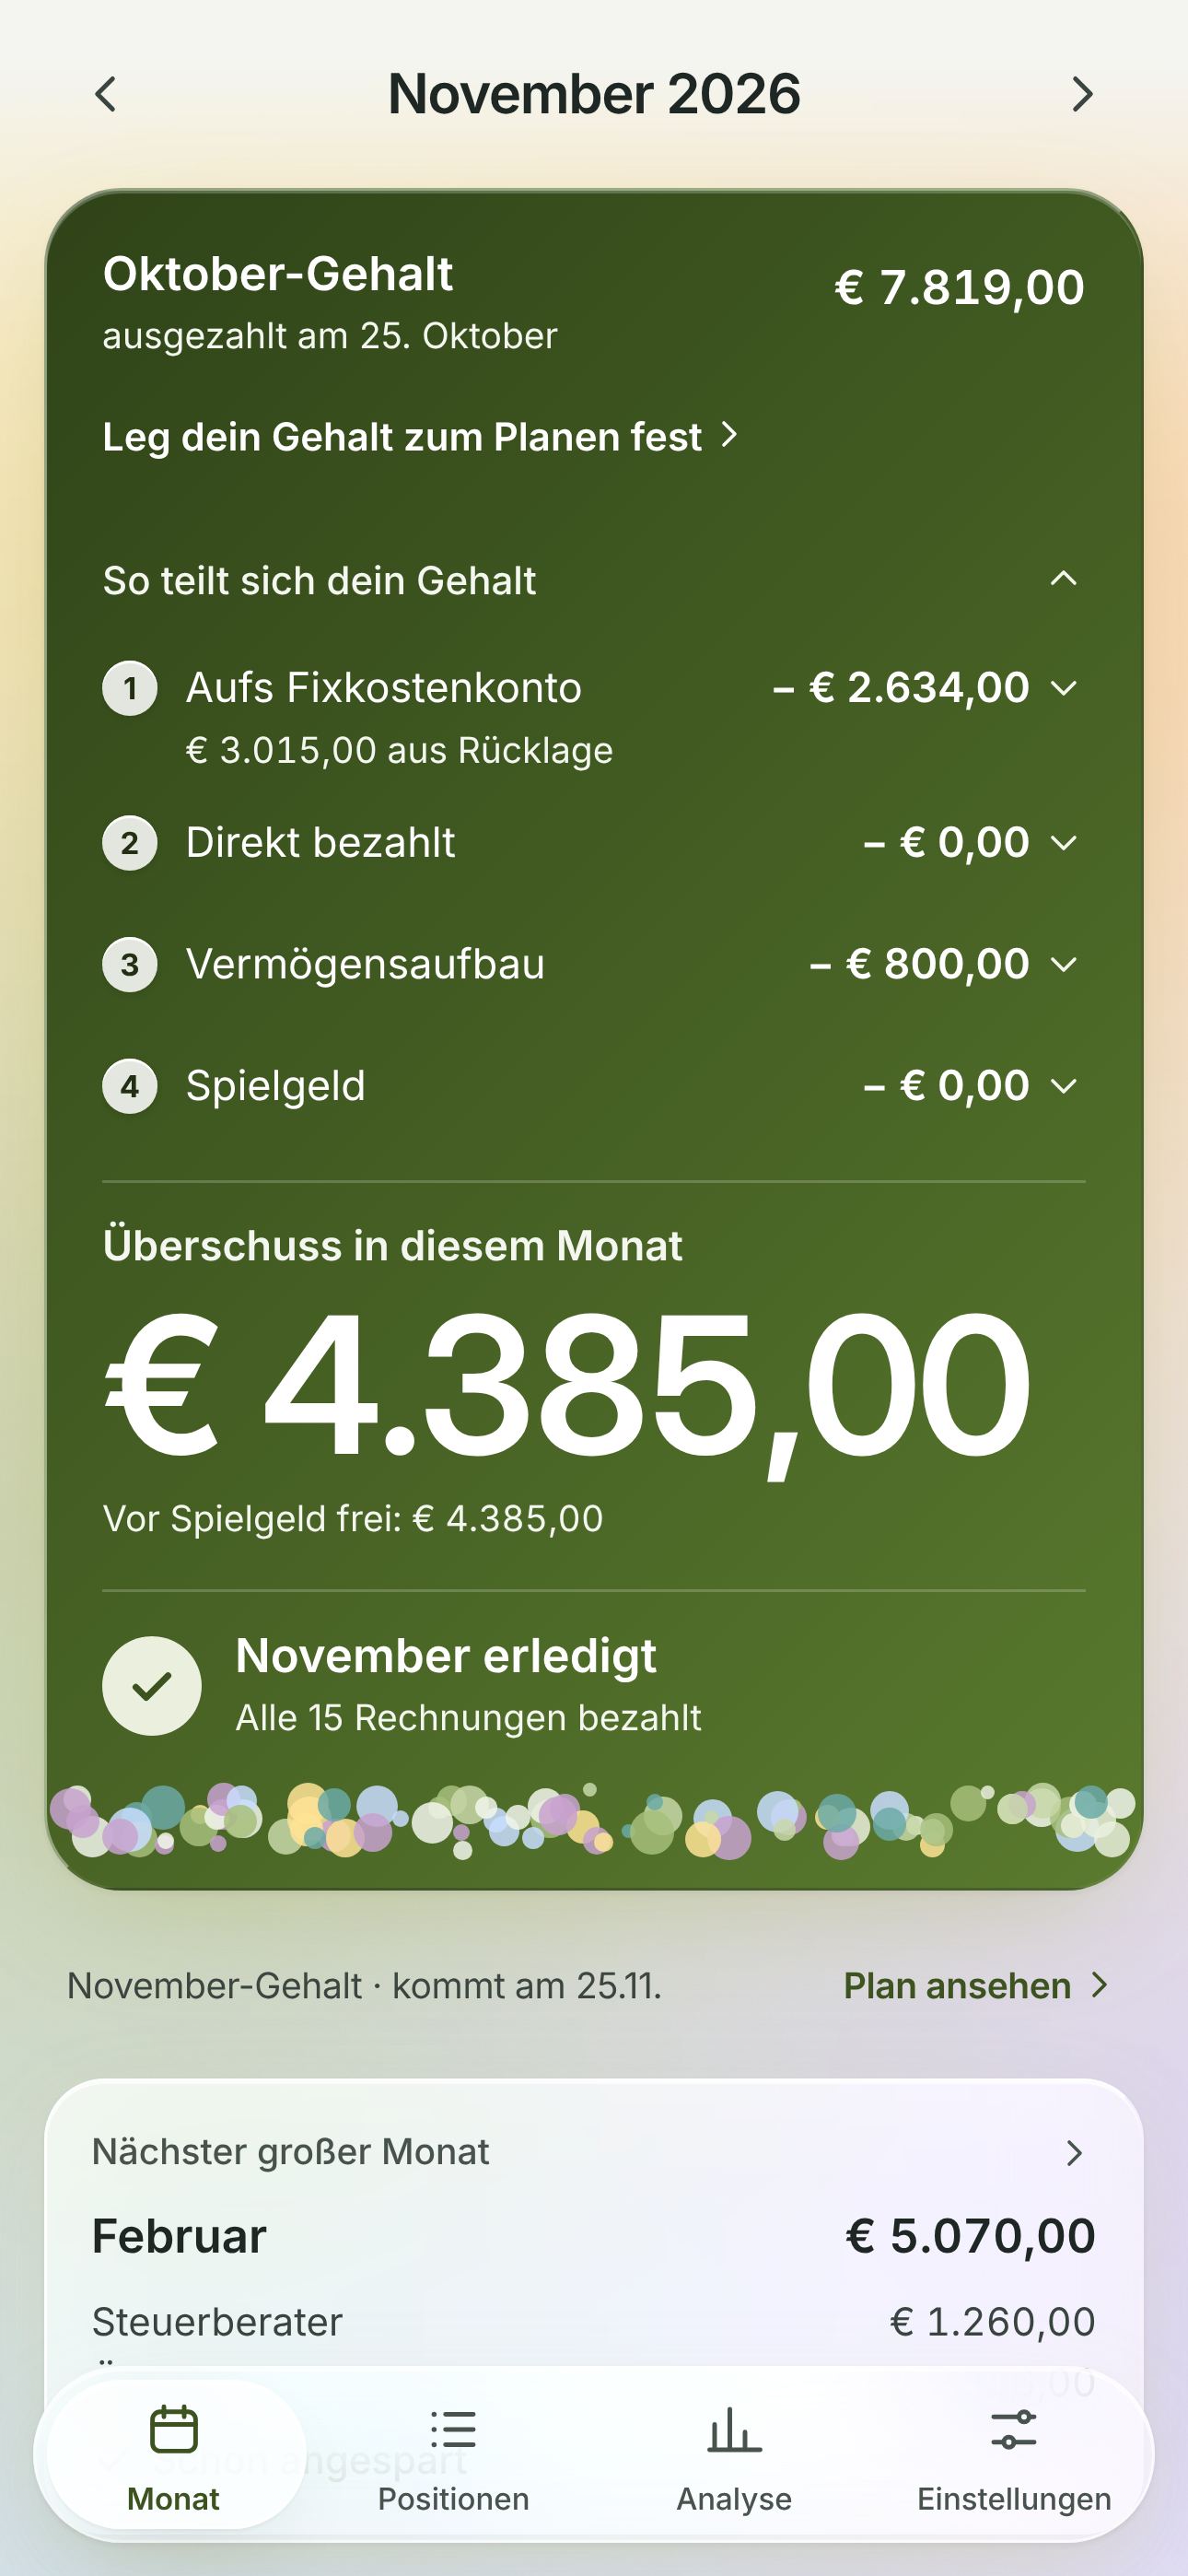 November 2026
Oktober-Gehalt
€ 7.819,00
ausgezahlt am 25. Oktober
Leg dein Gehalt zum Planen fest
So teilt sich dein Gehalt
1 Aufs Fixkostenkonto – € 2.634,00
€ 3.015,00 aus Rücklage
2 Direkt bezahlt – € 0,00
3 Vermögensaufbau – € 800,00
4 Spielgeld – € 0,00
Überschuss in diesem Monat
€ 4.385,00
Vor Spielgeld frei: € 4.385,00
November erledigt
Alle 15 Rechnungen bezahlt
November-Gehalt · kommt am 25.11. Plan ansehen
Nächster großer Monat
Februar € 5.070,00
Steuerberater € 1.260,00
Schon angespart
Monat Positionen Analyse Einstellungen